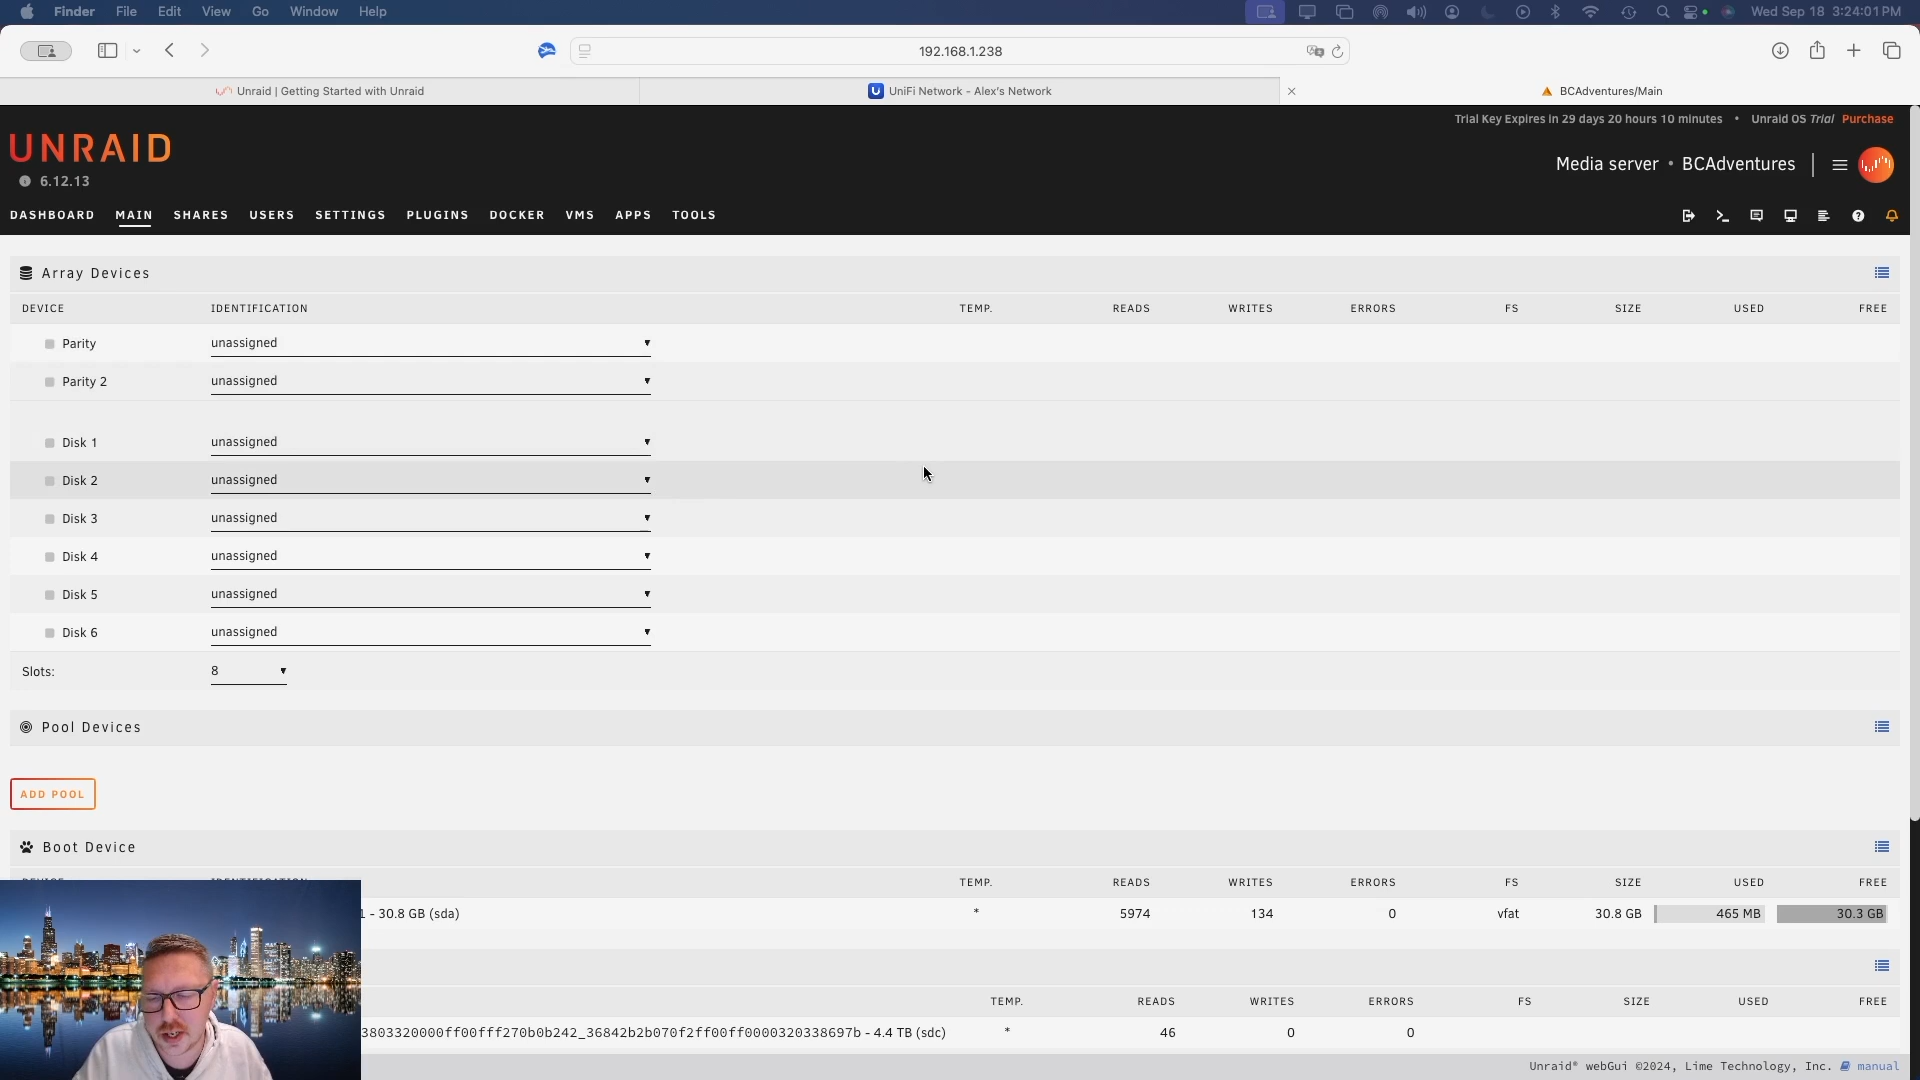 Finder File Edit View Go Window Help Wed Sep 18 3:24:01 PM
192.168.1.238
Unraid | Getting Started with Unraid UniFi Network - Alex's Network BCAdventures/Main
Trial Key Expires in 29 days 20 hours 10 minutes • Unraid OS Trial Purchase
UNRAID
Media server • BCAdventures
6.12.13
DASHBOARD MAIN SHARES USERS SETTINGS PLUGINS DOCKER VMS APPS TOOLS
Array Devices
DEVICE IDENTIFICATION TEMP. READS WRITES ERRORS FS SIZE USED FREE
Parity unassigned
Parity 2 unassigned
Disk 1 unassigned
Disk 2 unassigned
Disk 3 unassigned
Disk 4 unassigned
Disk 5 unassigned
Disk 6 unassigned
Slots: 8
Pool Devices
ADD POOL
Boot Device
DEVICE IDENTIFICATION TEMP. READS WRITES ERRORS FS SIZE USED FREE
1 - 30.8 GB (sda) * 5974 134 0 vfat 30.8 GB 465 MB 30.3 GB
TEMP. READS WRITES ERRORS FS SIZE USED FREE
3803320000ff00fff270b0b242_36842b2b070f2ff00ff0000320338697b - 4.4 TB (sdc) * 46 0 0
Unraid® webGui ©2024, Lime Technology, Inc. manual